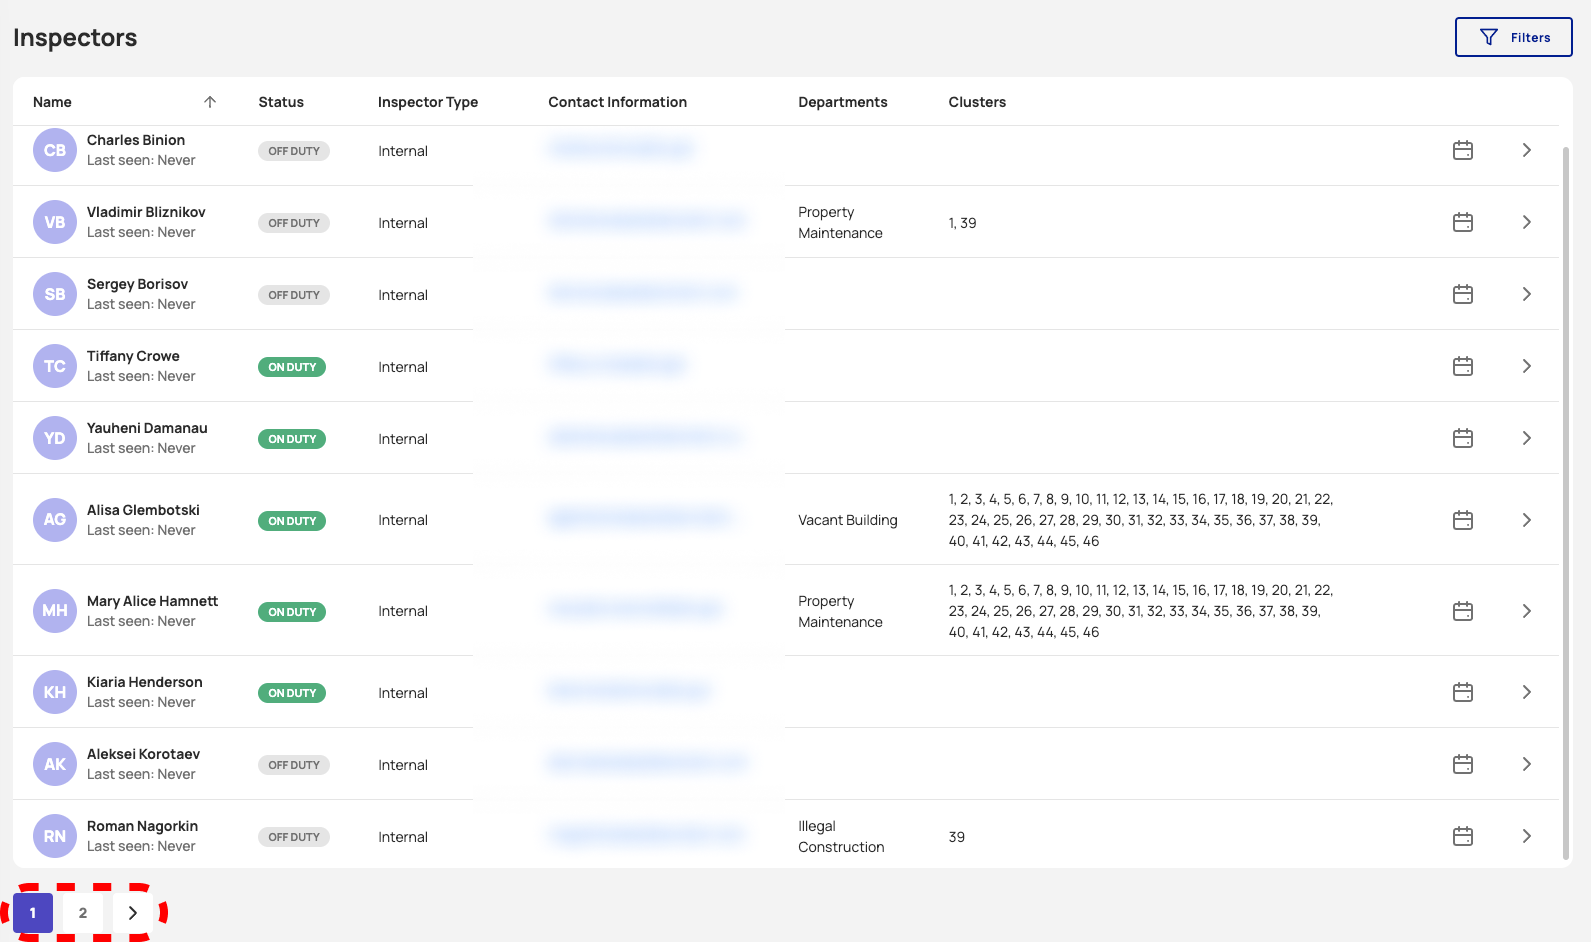 Inspectors
Filters
Name Status Inspector Type Contact Information Departments Clusters
CB Charles Binion
Last seen: Never
OFF DUTY Internal
VB Vladimir Bliznikov
Last seen: Never
OFF DUTY Internal
Property
Maintenance
1, 39
SB Sergey Borisov
Last seen: Never
OFF DUTY Internal
TC Tiffany Crowe
Last seen: Never
ON DUTY Internal
YD Yauheni Damanau
Last seen: Never
ON DUTY Internal
AG Alisa Glembotski
Last seen: Never
ON DUTY Internal
Vacant Building
1, 2, 3, 4, 5, 6, 7, 8, 9, 10, 11, 12, 13, 14, 15, 16, 17, 18, 19, 20, 21, 22,
23, 24, 25, 26, 27, 28, 29, 30, 31, 32, 33, 34, 35, 36, 37, 38, 39,
40, 41, 42, 43, 44, 45, 46
MH Mary Alice Hamnett
Last seen: Never
ON DUTY Internal
Property
Maintenance
1, 2, 3, 4, 5, 6, 7, 8, 9, 10, 11, 12, 13, 14, 15, 16, 17, 18, 19, 20, 21, 22,
23, 24, 25, 26, 27, 28, 29, 30, 31, 32, 33, 34, 35, 36, 37, 38, 39,
40, 41, 42, 43, 44, 45, 46
KH Kiaria Henderson
Last seen: Never
ON DUTY Internal
AK Aleksei Korotaev
Last seen: Never
OFF DUTY Internal
RN Roman Nagorkin
Last seen: Never
OFF DUTY Internal
Illegal
Construction
39
1 2